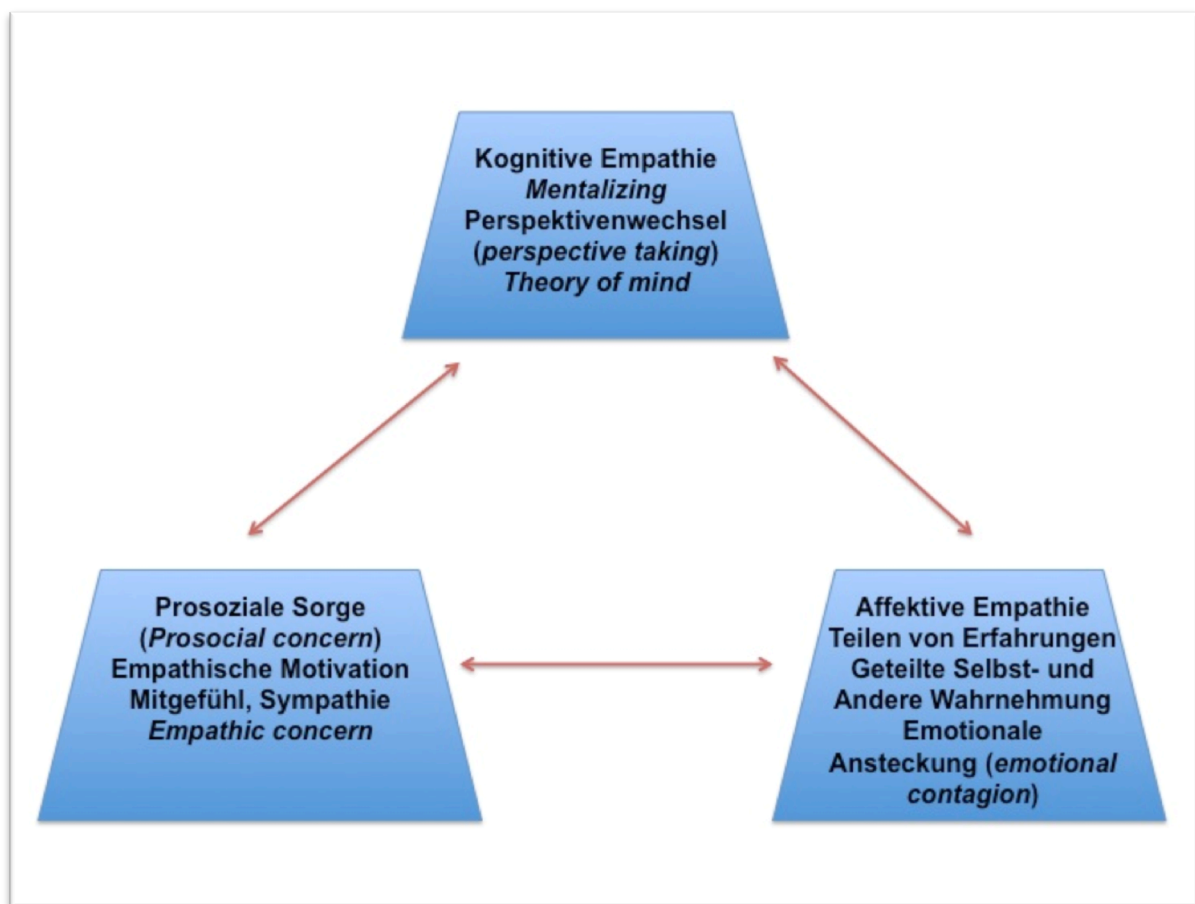 Kognitive Empathie
Mentalizing
Perspektivenwechsel
(perspective taking)
Theory of mind
Prosoziale Sorge
(Prosocial concern)
Empathische Motivation
Mitgefühl, Sympathie
Empathic concern
Affektive Empathie
Teilen von Erfahrungen
Geteilte Selbst- und
Andere Wahrnehmung
Emotionale
Ansteckung (emotional
contagion)